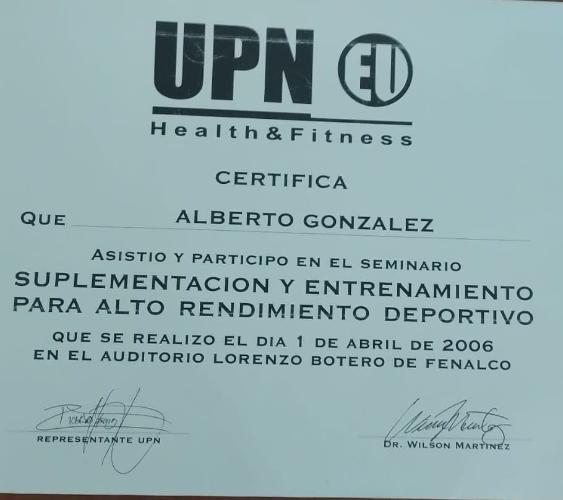 UPN EU
Health&Fitness
CERTIFICA
QUE ALBERTO GONZALEZ
ASISTIO Y PARTICIPO EN EL SEMINARIO
SUPLEMENTACION Y ENTRENAMIENTO
PARA ALTO RENDIMIENTO DEPORTIVO
QUE SE REALIZO EL DIA 1 DE ABRIL DE 2006
EN EL AUDITORIO LORENZO BOTERO DE FENALCO
REPRESENTANTE UPN
DR. WILSON MARTINEZ